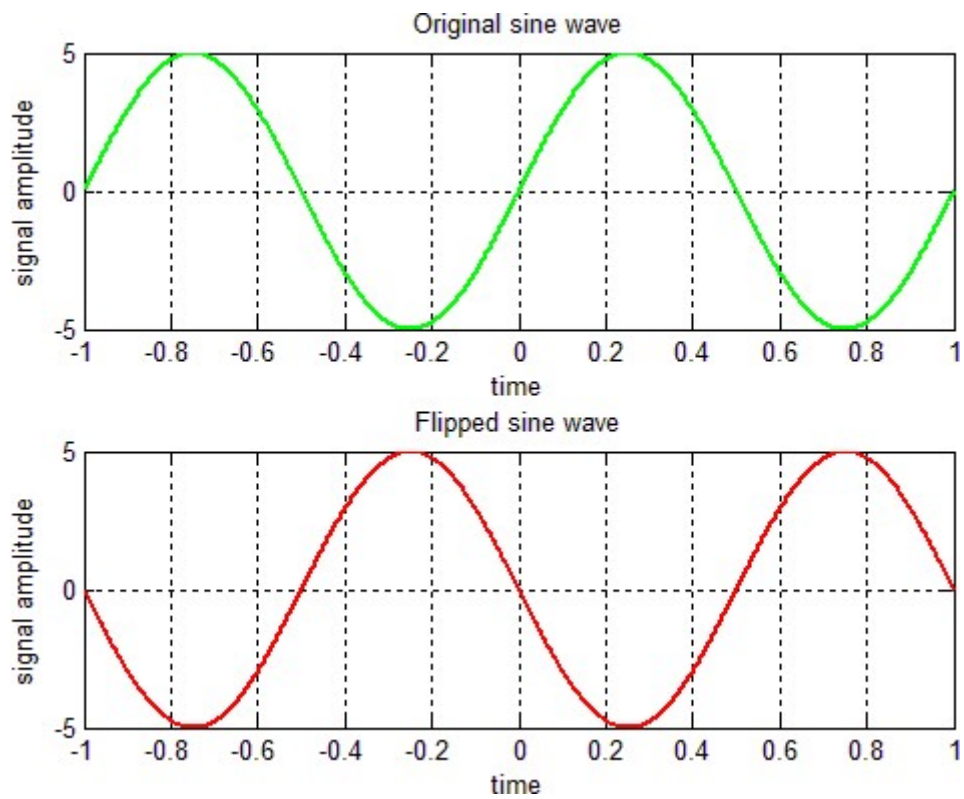 Original sine wave
5
0
-5
signal amplitude
-1 -0.8 -0.6 -0.4 -0.2 0 0.2 0.4 0.6 0.8 1
time
Flipped sine wave
5
0
-5
signal amplitude
-1 -0.8 -0.6 -0.4 -0.2 0 0.2 0.4 0.6 0.8 1
time